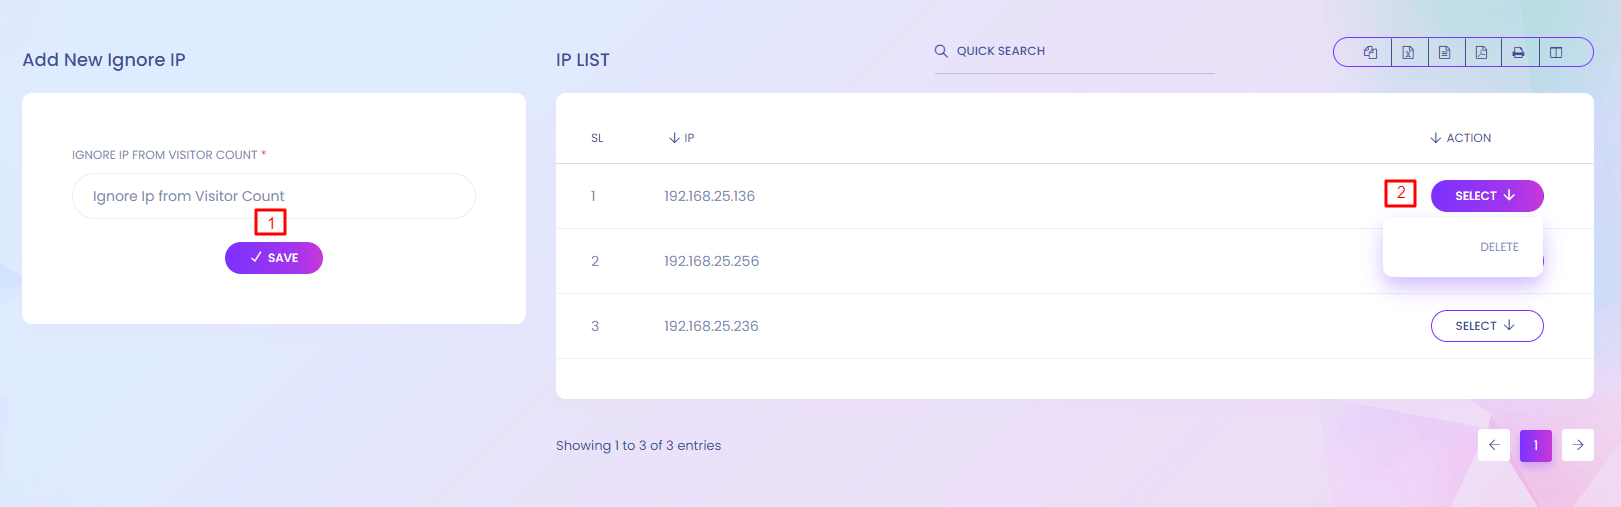 Add New Ignore IP
IGNORE IP FROM VISITOR COUNT *
Ignore Ip from Visitor Count
1
SAVE
IP LIST
QUICK SEARCH
SL IP ACTION
1 192.168.25.136 2 SELECT
DELETE
2 192.168.25.256
3 192.168.25.236 SELECT
Showing 1 to 3 of 3 entries
1